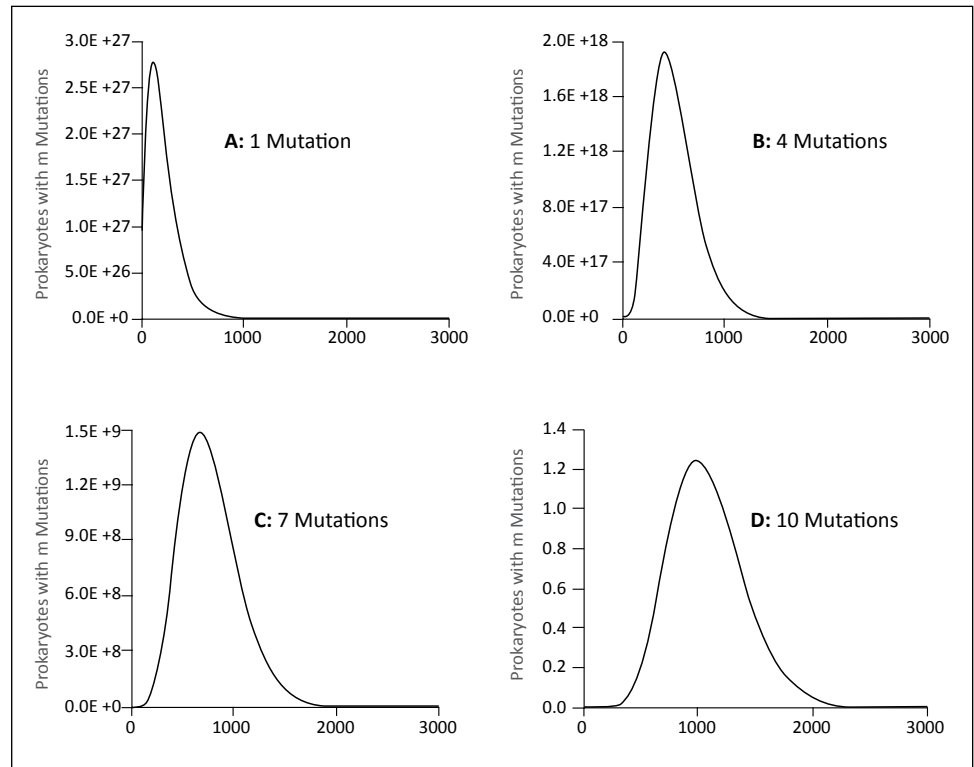 Prokaryotes with m Mutations
3.0E +27
2.5E +27
2.0E +27
1.5E +27
1.0E +27
5.0E +26
0.0E +0
0
1000
2000
3000
A: 1 Mutation
Prokaryotes with m Mutations
2.0E +18
1.6E +18
1.2E +18
8.0E +17
4.0E +17
0.0E +0
0
1000
2000
3000
B: 4 Mutations
Prokaryotes with m Mutations
1.5E +9
1.2E +9
9.0E +8
6.0E +8
3.0E +8
0.0E +0
0
1000
2000
3000
C: 7 Mutations
Prokaryotes with m Mutations
1.4
1.2
1.0
0.8
0.6
0.4
0.2
0.0
0
1000
2000
3000
D: 10 Mutations